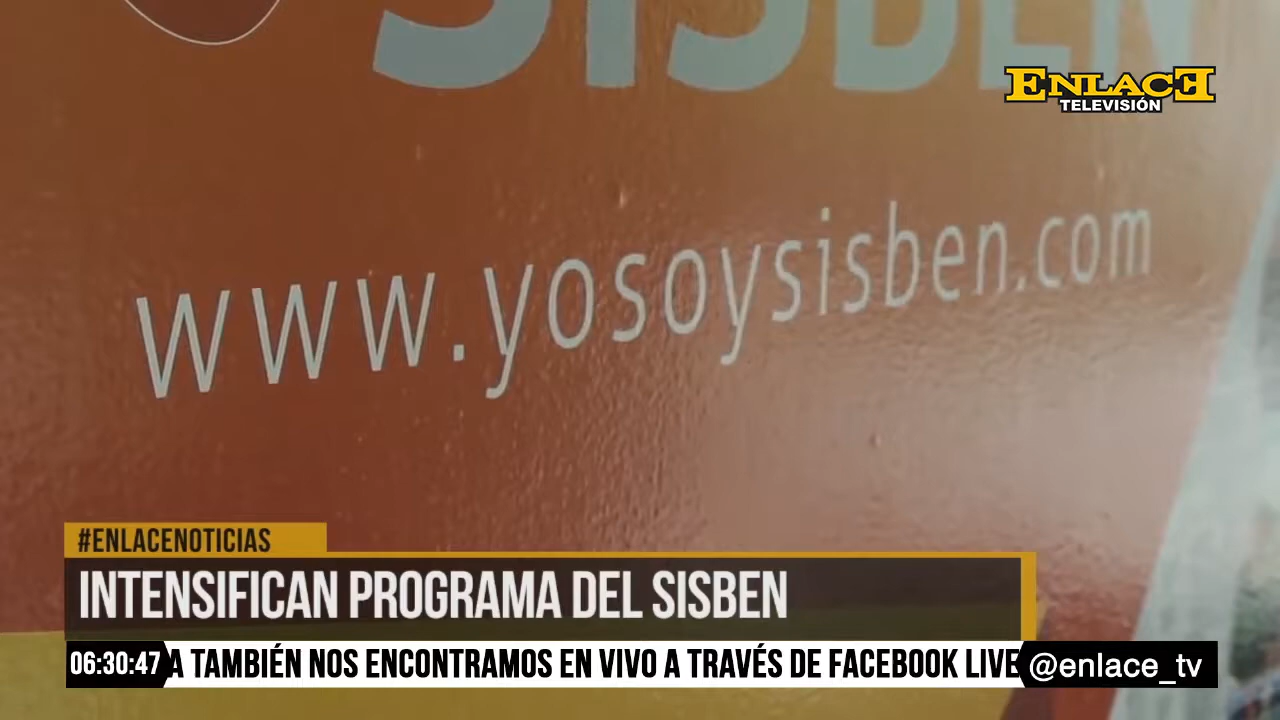 SISBEN
ENLACE
TELEVISIÓN
www.yosoysisben.com
#ENLACENOTICIAS
INTENSIFICAN PROGRAMA DEL SISBEN
06:30:47
A TAMBIÉN NOS ENCONTRAMOS EN VIVO A TRAVÉS DE FACEBOOK LIVE
@enlace_tv